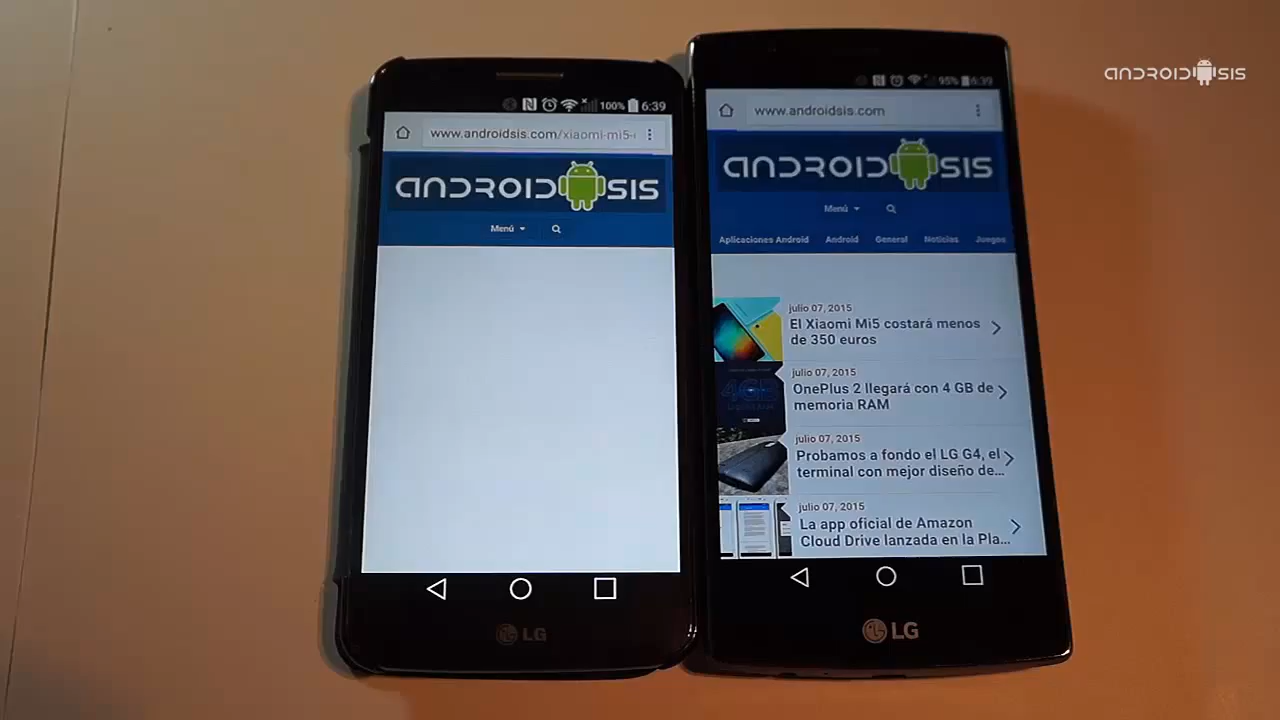 ANDROIDSIS
100% 6:39
www.androidsis.com/xiaomi-mi5-
ANDROIDSIS
Menú
LG
95% 6:39
www.androidsis.com
ANDROIDSIS
Menú
Aplicaciones Android Android General Noticias Juegos
julio 07, 2015
El Xiaomi Mi5 costará menos
de 350 euros
julio 07, 2015
OnePlus 2 llegará con 4 GB de
memoria RAM
4GB
julio 07, 2015
Probamos a fondo el LG G4, el
terminal con mejor diseño de...
julio 07, 2015
La app oficial de Amazon
Cloud Drive lanzada en la Pla...
LG